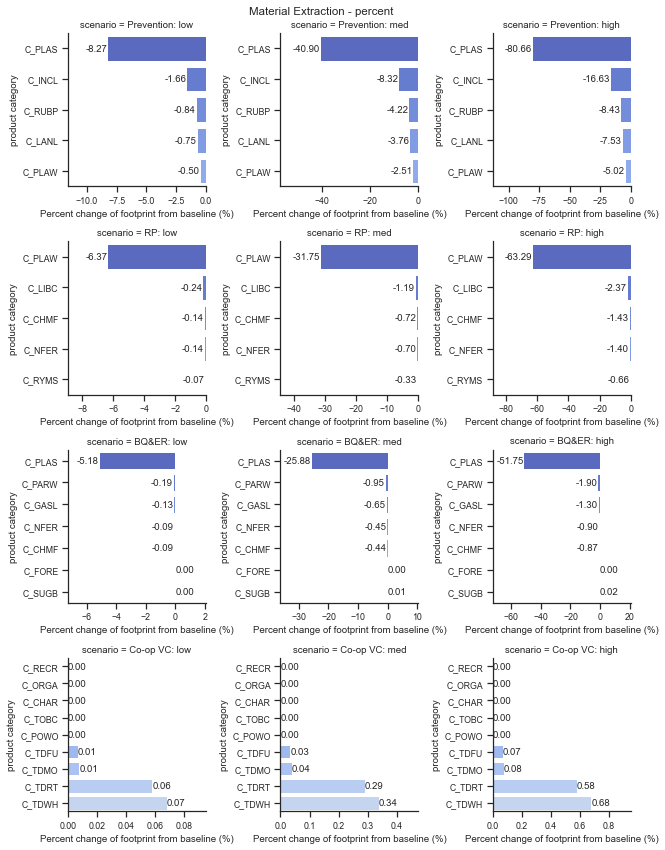 Material Extraction - percent
scenario = Prevention: low
scenario = Prevention: med
scenario = Prevention: high
product category
C_PLAS -8.27
C_INCL -1.66
C_RUBP -0.84
C_LANL -0.75
C_PLAW -0.50
−10.0 −7.5 −5.0 −2.5 0.0
Percent change of footprint from baseline (%)
product category
C_PLAS -40.90
C_INCL -8.32
C_RUBP -4.22
C_LANL -3.76
C_PLAW -2.51
−40 −20 0
Percent change of footprint from baseline (%)
product category
C_PLAS -80.66
C_INCL -16.63
C_RUBP -8.43
C_LANL -7.53
C_PLAW -5.02
−100 −75 −50 −25 0
Percent change of footprint from baseline (%)
scenario = RP: low
scenario = RP: med
scenario = RP: high
product category
C_PLAW -6.37
C_LIBC -0.24
C_CHMF -0.14
C_NFER -0.14
C_RYMS -0.07
−8 −6 −4 −2 0
Percent change of footprint from baseline (%)
product category
C_PLAW -31.75
C_LIBC -1.19
C_CHMF -0.72
C_NFER -0.70
C_RYMS -0.33
−40 −30 −20 −10 0
Percent change of footprint from baseline (%)
product category
C_PLAW -63.29
C_LIBC -2.37
C_CHMF -1.43
C_NFER -1.40
C_RYMS -0.66
−80 −60 −40 −20 0
Percent change of footprint from baseline (%)
scenario = BQ&ER: low
scenario = BQ&ER: med
scenario = BQ&ER: high
product category
C_PLAS -5.18
C_PARW -0.19
C_GASL -0.13
C_NFER -0.09
C_CHMF -0.09
C_FORE 0.00
C_SUGB 0.00
−6 −4 −2 0 2
Percent change of footprint from baseline (%)
product category
C_PLAS -25.88
C_PARW -0.95
C_GASL -0.65
C_NFER -0.45
C_CHMF -0.44
C_FORE 0.00
C_SUGB 0.01
−30 −20 −10 0 10
Percent change of footprint from baseline (%)
product category
C_PLAS -51.75
C_PARW -1.90
C_GASL -1.30
C_NFER -0.90
C_CHMF -0.87
C_FORE 0.00
C_SUGB 0.02
−60 −40 −20 0 20
Percent change of footprint from baseline (%)
scenario = Co-op VC: low
scenario = Co-op VC: med
scenario = Co-op VC: high
product category
C_RECR 0.00
C_ORGA 0.00
C_CHAR 0.00
C_TOBC 0.00
C_POWO 0.00
C_TDFU 0.01
C_TDMO 0.01
C_TDRT 0.06
C_TDWH 0.07
0.00 0.02 0.04 0.06 0.08
Percent change of footprint from baseline (%)
product category
C_RECR 0.00
C_ORGA 0.00
C_CHAR 0.00
C_TOBC 0.00
C_POWO 0.00
C_TDFU 0.03
C_TDMO 0.04
C_TDRT 0.29
C_TDWH 0.34
0.0 0.1 0.2 0.3 0.4
Percent change of footprint from baseline (%)
product category
C_RECR 0.00
C_ORGA 0.00
C_CHAR 0.00
C_TOBC 0.00
C_POWO 0.00
C_TDFU 0.07
C_TDMO 0.08
C_TDRT 0.58
C_TDWH 0.68
0.0 0.2 0.4 0.6 0.8
Percent change of footprint from baseline (%)